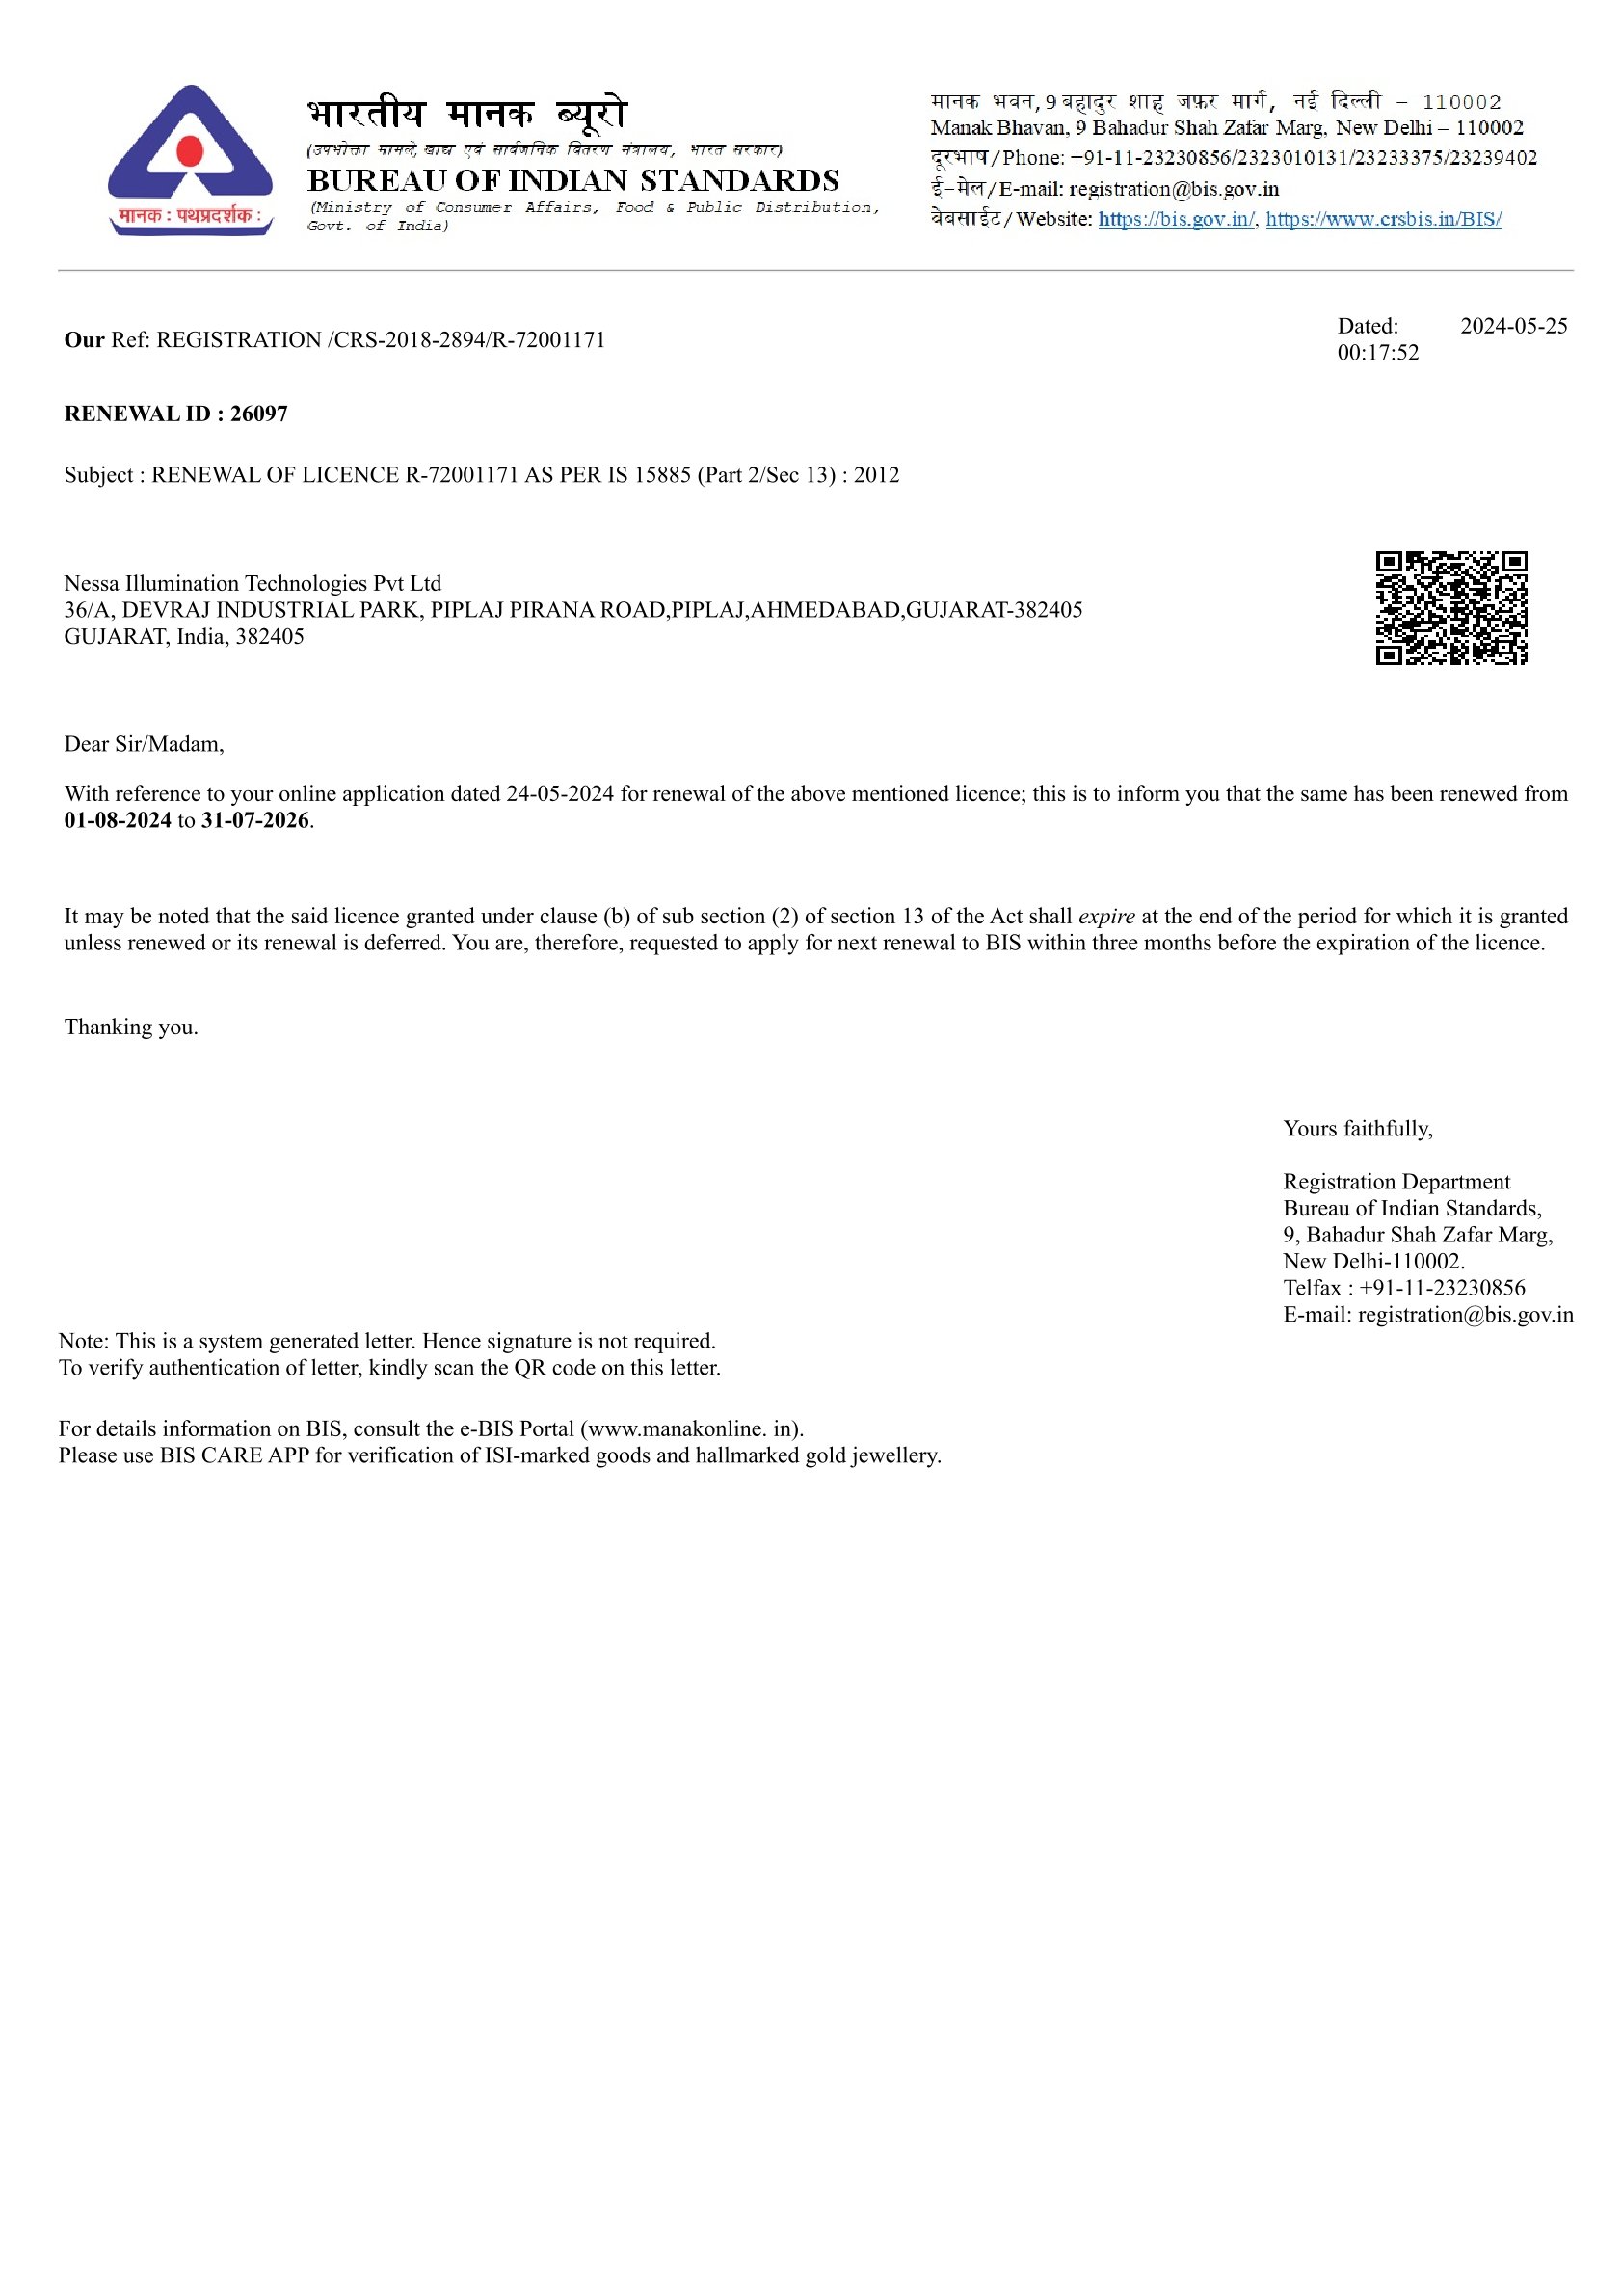 भारतीय मानक ब्यूरो
(उपभोक्ता मामले, खाद्य एवं सार्वजनिक वितरण मंत्रालय, भारत सरकार)
BUREAU OF INDIAN STANDARDS
(Ministry of Consumer Affairs, Food & Public Distribution,
Govt. of India)
मानक : पथप्रदर्शक :
मानक भवन, 9 बहादुर शाह जफ़र मार्ग, नई दिल्ली – 110002
Manak Bhavan, 9 Bahadur Shah Zafar Marg, New Delhi – 110002
दूरभाष / Phone: +91-11-23230856/2323010131/23233375/23239402
ई-मेल / E-mail: registration@bis.gov.in
वेबसाईट / Website: https://bis.gov.in/, https://www.crsbis.in/BIS/
Our Ref: REGISTRATION /CRS-2018-2894/R-72001171
Dated: 2024-05-25
00:17:52
RENEWAL ID : 26097
Subject : RENEWAL OF LICENCE R-72001171 AS PER IS 15885 (Part 2/Sec 13) : 2012
Nessa Illumination Technologies Pvt Ltd
36/A, DEVRAJ INDUSTRIAL PARK, PIPLAJ PIRANA ROAD,PIPLAJ,AHMEDABAD,GUJARAT-382405
GUJARAT, India, 382405
Dear Sir/Madam,
With reference to your online application dated 24-05-2024 for renewal of the above mentioned licence; this is to inform you that the same has been renewed from
01-08-2024 to 31-07-2026.
It may be noted that the said licence granted under clause (b) of sub section (2) of section 13 of the Act shall expire at the end of the period for which it is granted
unless renewed or its renewal is deferred. You are, therefore, requested to apply for next renewal to BIS within three months before the expiration of the licence.
Thanking you.
Yours faithfully,
Registration Department
Bureau of Indian Standards,
9, Bahadur Shah Zafar Marg,
New Delhi-110002.
Telfax : +91-11-23230856
E-mail: registration@bis.gov.in
Note: This is a system generated letter. Hence signature is not required.
To verify authentication of letter, kindly scan the QR code on this letter.
For details information on BIS, consult the e-BIS Portal (www.manakonline. in).
Please use BIS CARE APP for verification of ISI-marked goods and hallmarked gold jewellery.